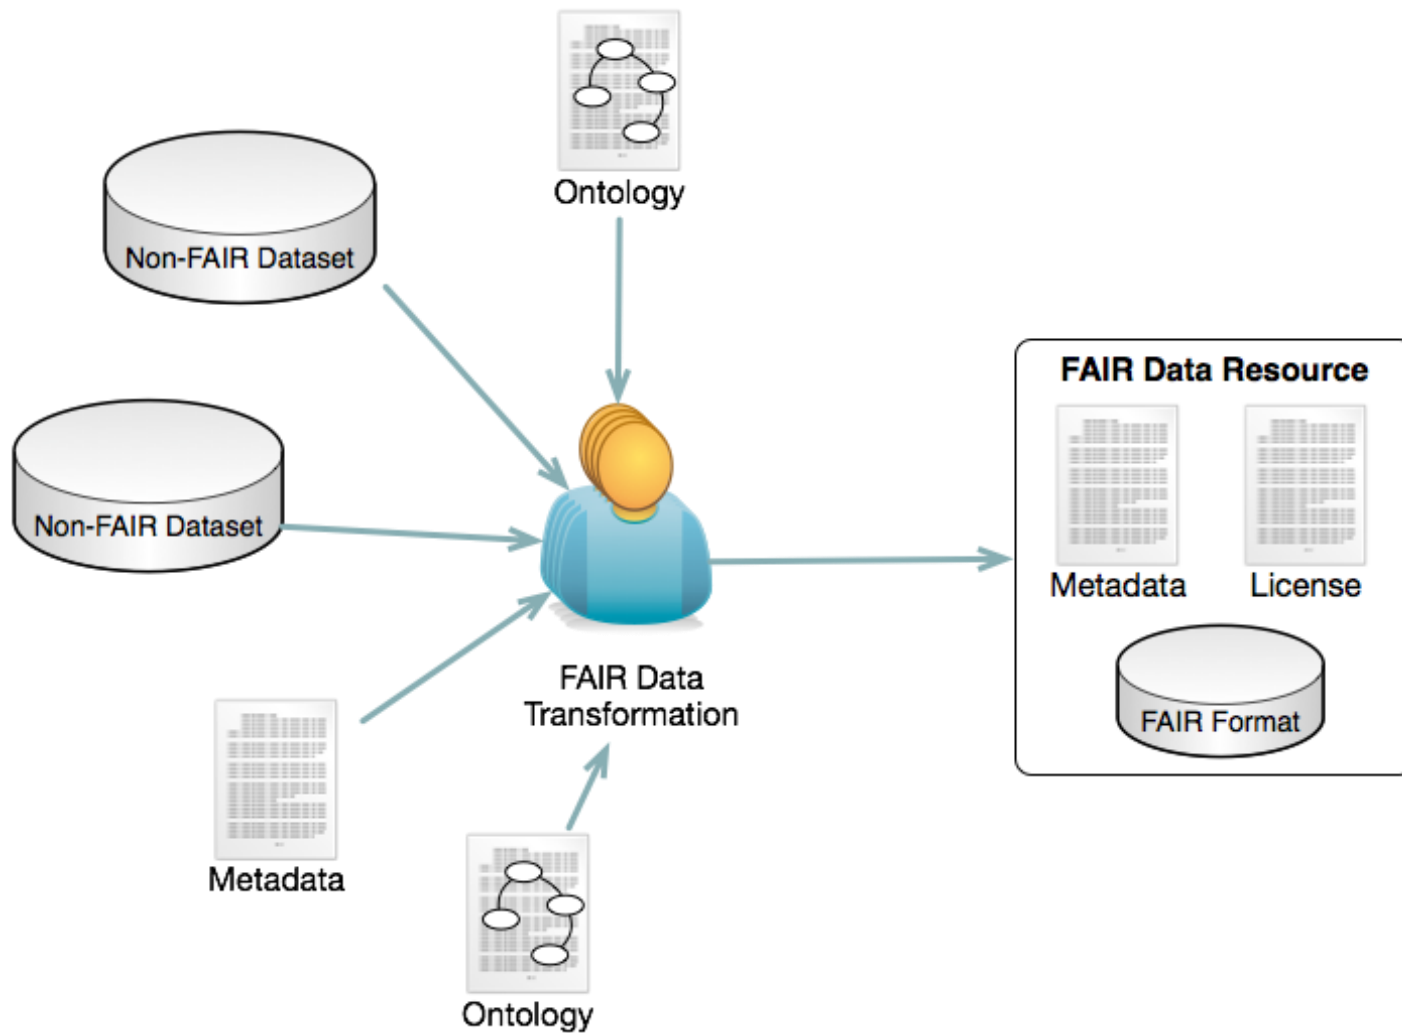 Ontology
Non-FAIR Dataset
Non-FAIR Dataset
FAIR Data Resource
Metadata
License
FAIR Format
FAIR Data
Transformation
Metadata
Ontology